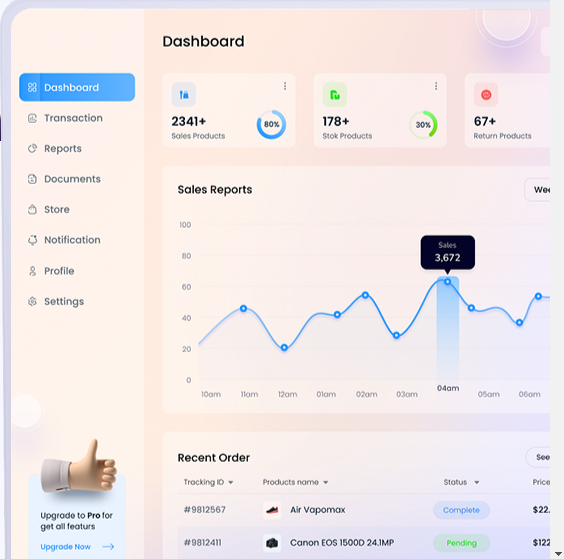 Dashboard
Dashboard
Transaction
Reports
Documents
Store
Notification
Profile
Settings
Upgrade to Pro for
get all featurs
Upgrade Now
2341+
Sales Products
80%
178+
Stok Products
30%
67+
Return Products
Sales Reports
Wee
100
80
60
40
20
0
Sales
3,672
10am 11am 12am 01am 02am 03am 04am 05am 06am
Recent Order
See
Tracking ID Products name Status Price
#9812567 Air Vapomax Complete $22.
#9812411 Canon EOS 1500D 24.1MP Pending $122